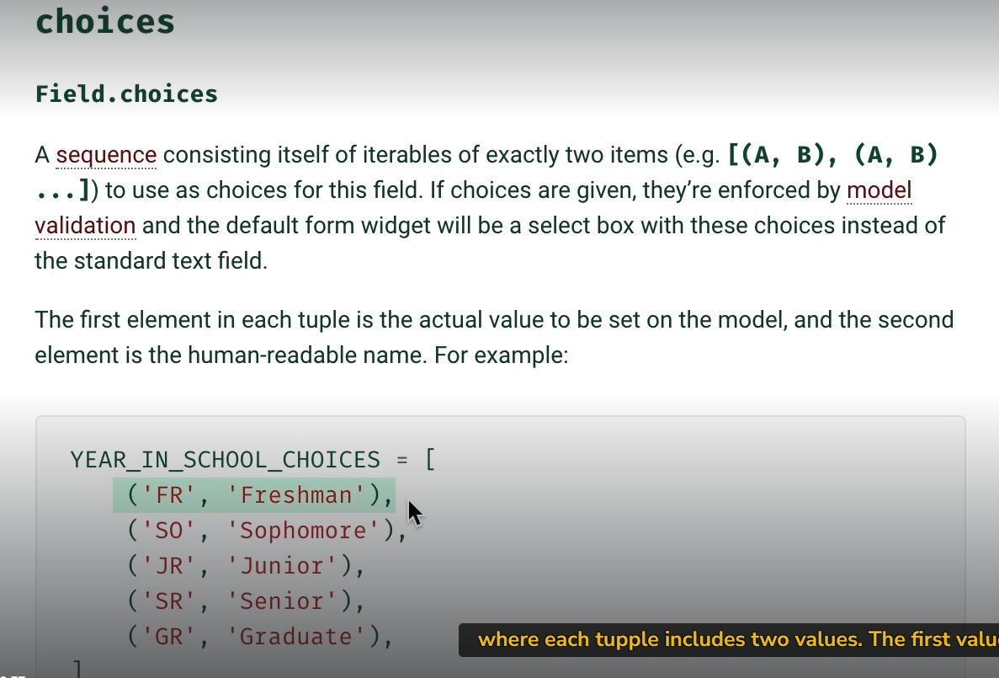 choices
Field.choices
A sequence consisting itself of iterables of exactly two items (e.g. [(A, B), (A, B)
...]) to use as choices for this field. If choices are given, they’re enforced by model
validation and the default form widget will be a select box with these choices instead of
the standard text field.
The first element in each tuple is the actual value to be set on the model, and the second
element is the human-readable name. For example:
YEAR_IN_SCHOOL_CHOICES = [
('FR', 'Freshman'),
('SO', 'Sophomore'),
('JR', 'Junior'),
('SR', 'Senior'),
('GR', 'Graduate'),
]
where each tupple includes two values. The first valu